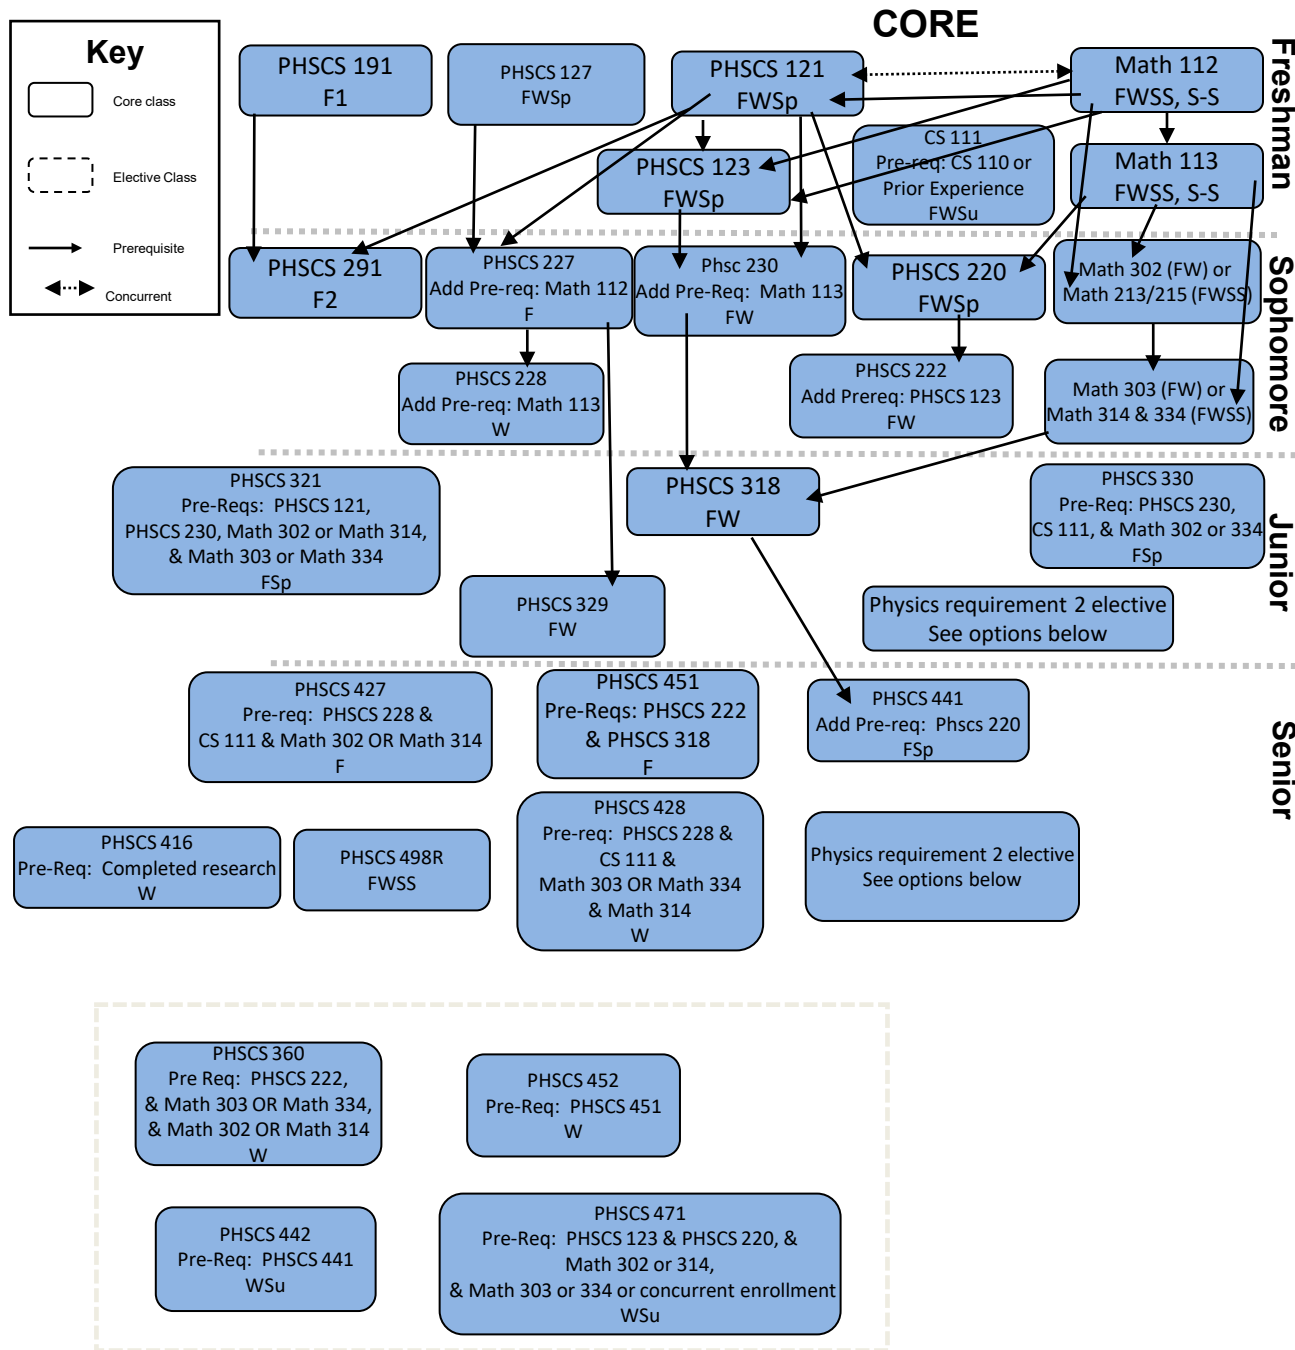 CORE
Key
Core class
Elective Class
Prerequisite
Concurrent
Freshman
PHSCS 191
F1
PHSCS 127
FWSp
PHSCS 121
FWSp
Math 112
FWSS, S-S
PHSCS 123
FWSp
CS 111
Pre-req: CS 110 or
Prior Experience
FWSu
Math 113
FWSS, S-S
Sophomore
PHSCS 291
F2
PHSCS 227
Add Pre-req: Math 112
F
Phsc 230
Add Pre-Req: Math 113
FW
PHSCS 220
FWSp
Math 302 (FW) or
Math 213/215 (FWSS)
PHSCS 228
Add Pre-req: Math 113
W
PHSCS 222
Add Prereq: PHSCS 123
FW
Math 303 (FW) or
Math 314 & 334 (FWSS)
Junior
PHSCS 321
Pre-Reqs: PHSCS 121,
PHSCS 230, Math 302 or Math 314,
& Math 303 or Math 334
FSp
PHSCS 318
FW
PHSCS 330
Pre-Req: PHSCS 230,
CS 111, & Math 302 or 334
FSp
PHSCS 329
FW
Physics requirement 2 elective
See options below
Senior
PHSCS 427
Pre-req: PHSCS 228 &
CS 111 & Math 302 OR Math 314
F
PHSCS 451
Pre-Reqs: PHSCS 222
& PHSCS 318
F
PHSCS 441
Add Pre-req: Phscs 220
FSp
PHSCS 416
Pre-Req: Completed research
W
PHSCS 498R
FWSS
PHSCS 428
Pre-req: PHSCS 228 &
CS 111 &
Math 303 OR Math 334
& Math 314
W
Physics requirement 2 elective
See options below
PHSCS 360
Pre Req: PHSCS 222,
& Math 303 OR Math 334,
& Math 302 OR Math 314
W
PHSCS 452
Pre-Req: PHSCS 451
W
PHSCS 442
Pre-Req: PHSCS 441
WSu
PHSCS 471
Pre-Req: PHSCS 123 & PHSCS 220, &
Math 302 or 314,
& Math 303 or 334 or concurrent enrollment
WSu